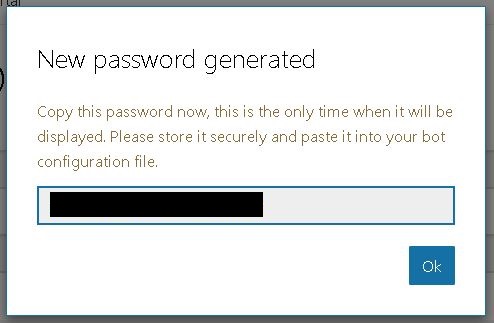 New password generated
Copy this password now, this is the only time when it will be
displayed. Please store it securely and paste it into your bot
configuration file.
Ok